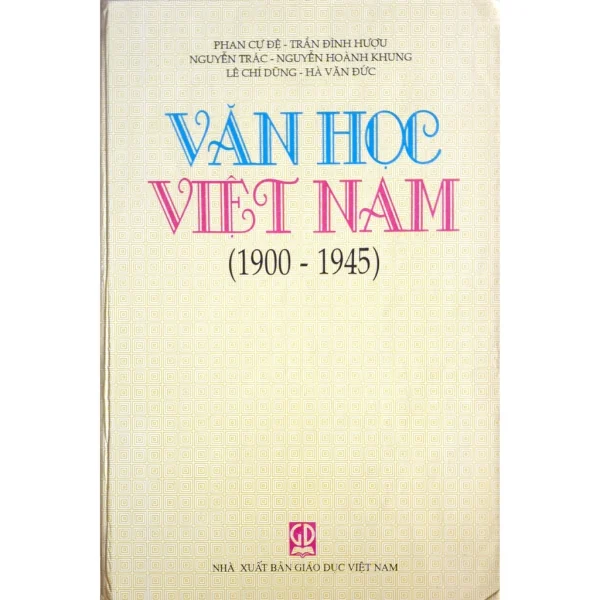 PHAN CỰ ĐỆ - TRẦN ĐÌNH HƯỢU
NGUYỄN TRÁC - NGUYỄN HOÀNH KHUNG
LÊ CHÍ DŨNG - HÀ VĂN ĐỨC
VĂN HỌC
VIỆT NAM
(1900 - 1945)
GD
NHÀ XUẤT BẢN GIÁO DỤC VIỆT NAM